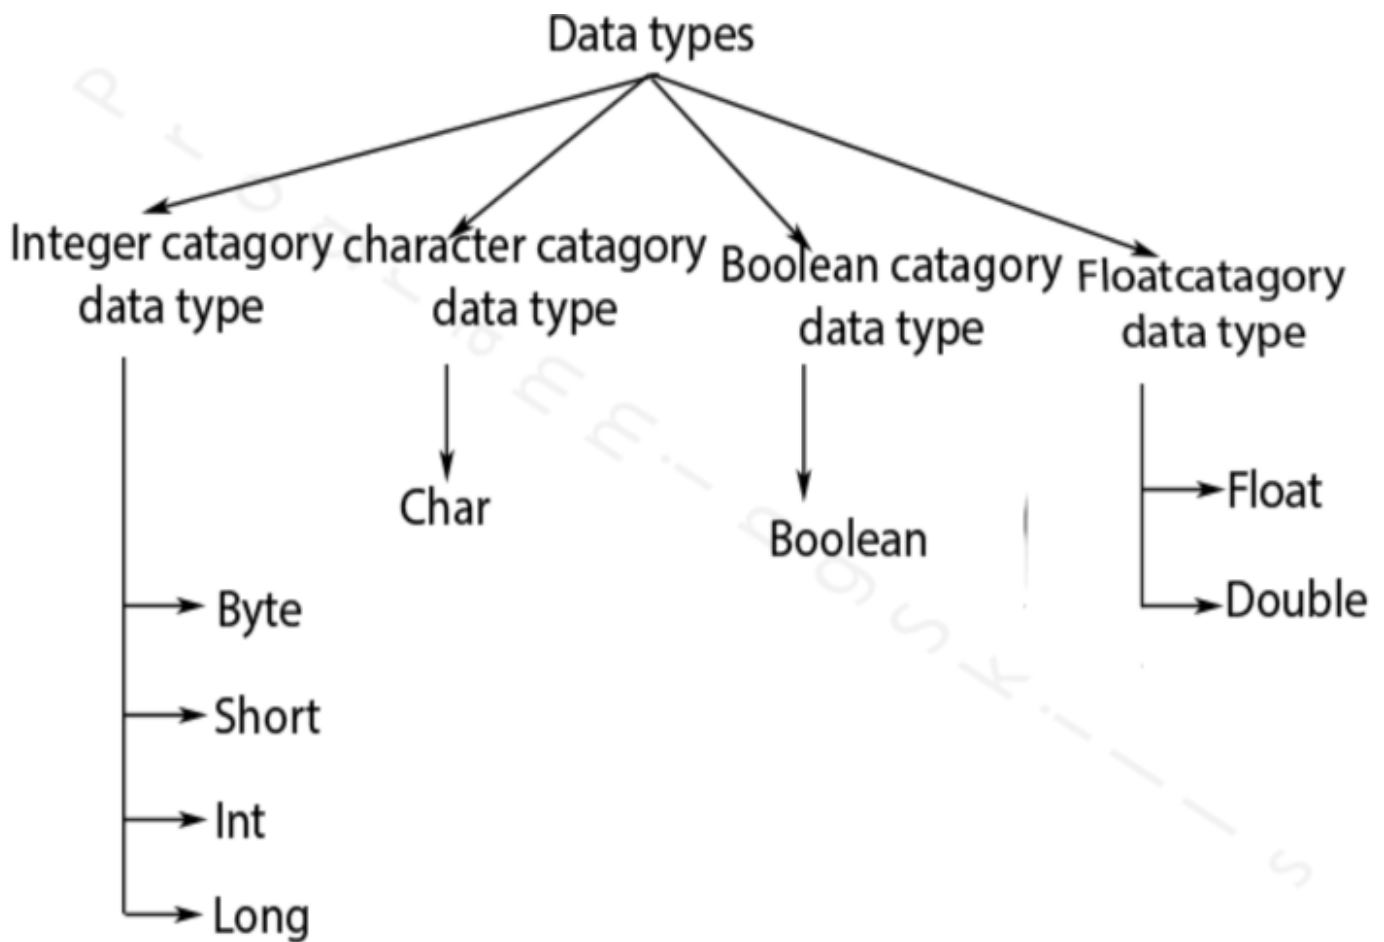 Data types
Integer catagory
data type
character catagory
data type
Boolean catagory
data type
Floatcatagory
data type
Char
Boolean
Float
Double
Byte
Short
Int
Long
ProgrammingSkills